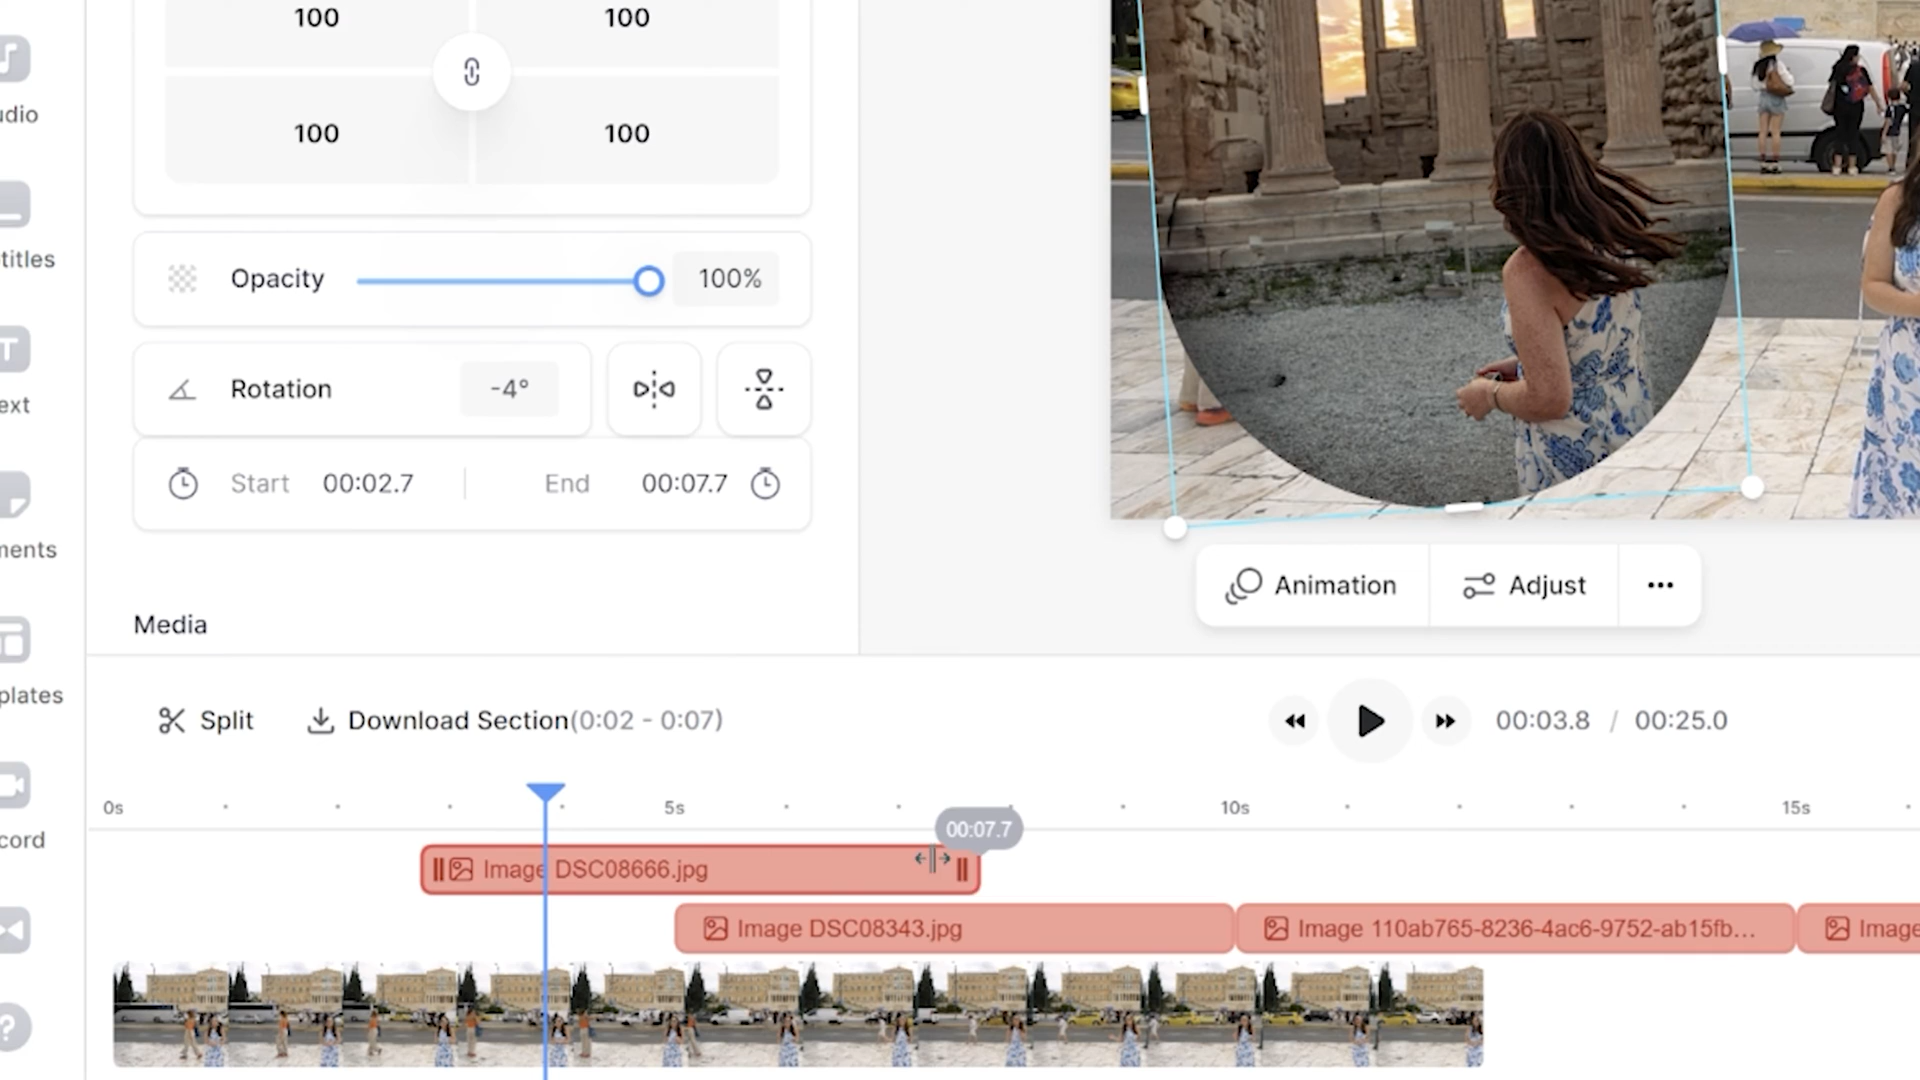 100 100
100 100
Opacity 100%
Rotation -4°
Start 00:02.7 End 00:07.7
Media
udio
titles
ext
ments
plates
cord
?
Animation Adjust
Split Download Section(0:02 - 0:07) 00:03.8 / 00:25.0
0s 5s 10s 15s
00:07.7
Image DSC08666.jpg
Image DSC08343.jpg Image 110ab765-8236-4ac6-9752-ab15fb... Image